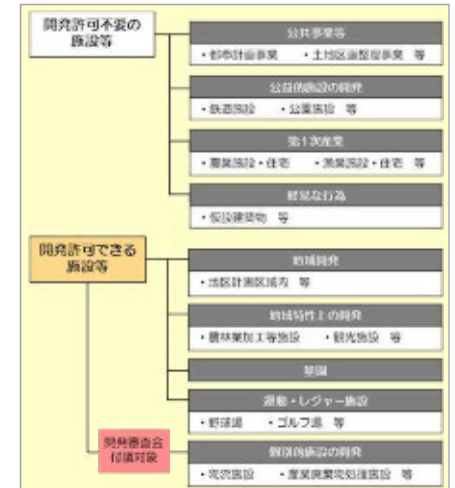 開発許可不要の
施設等
公共事業等
・都市計画事業 ・土地区画整理事業 等
公益的施設の開発
・鉄道施設 ・公園施設 等
第1次産業
・農業施設・住宅 ・漁業施設・住宅 等
軽易な行為
・仮設建築物 等
開発許可できる
施設等
地域開発
・地区計画区域内 等
地域特性上の開発
・農林業加工等施設 ・観光施設 等
墓園
運動・レジャー施設
・野球場 ・ゴルフ場 等
開発審査会
付議対象
個別的施設の開発
・流通施設 ・産業廃棄物処理施設 等